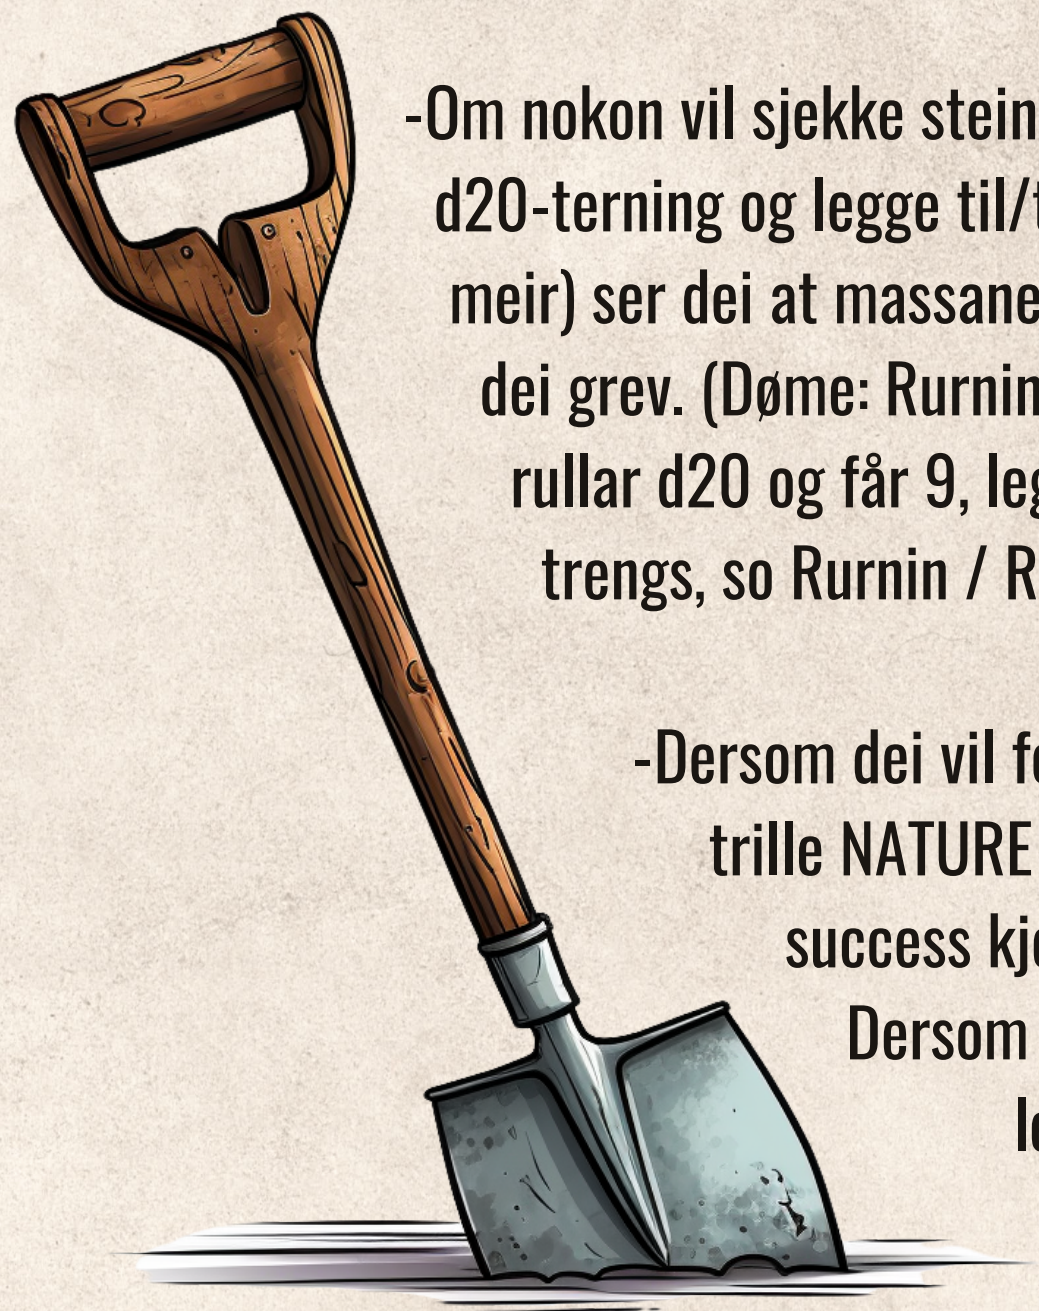 -Om nokon vil sjekke stein
d20-terning og legge til/
meir) ser dei at massane
dei grev. (Døme: Rurnin
rullar d20 og får 9, leg
trengs, so Rurnin / R
-Dersom dei vil
trille NATURE
success
Dersom